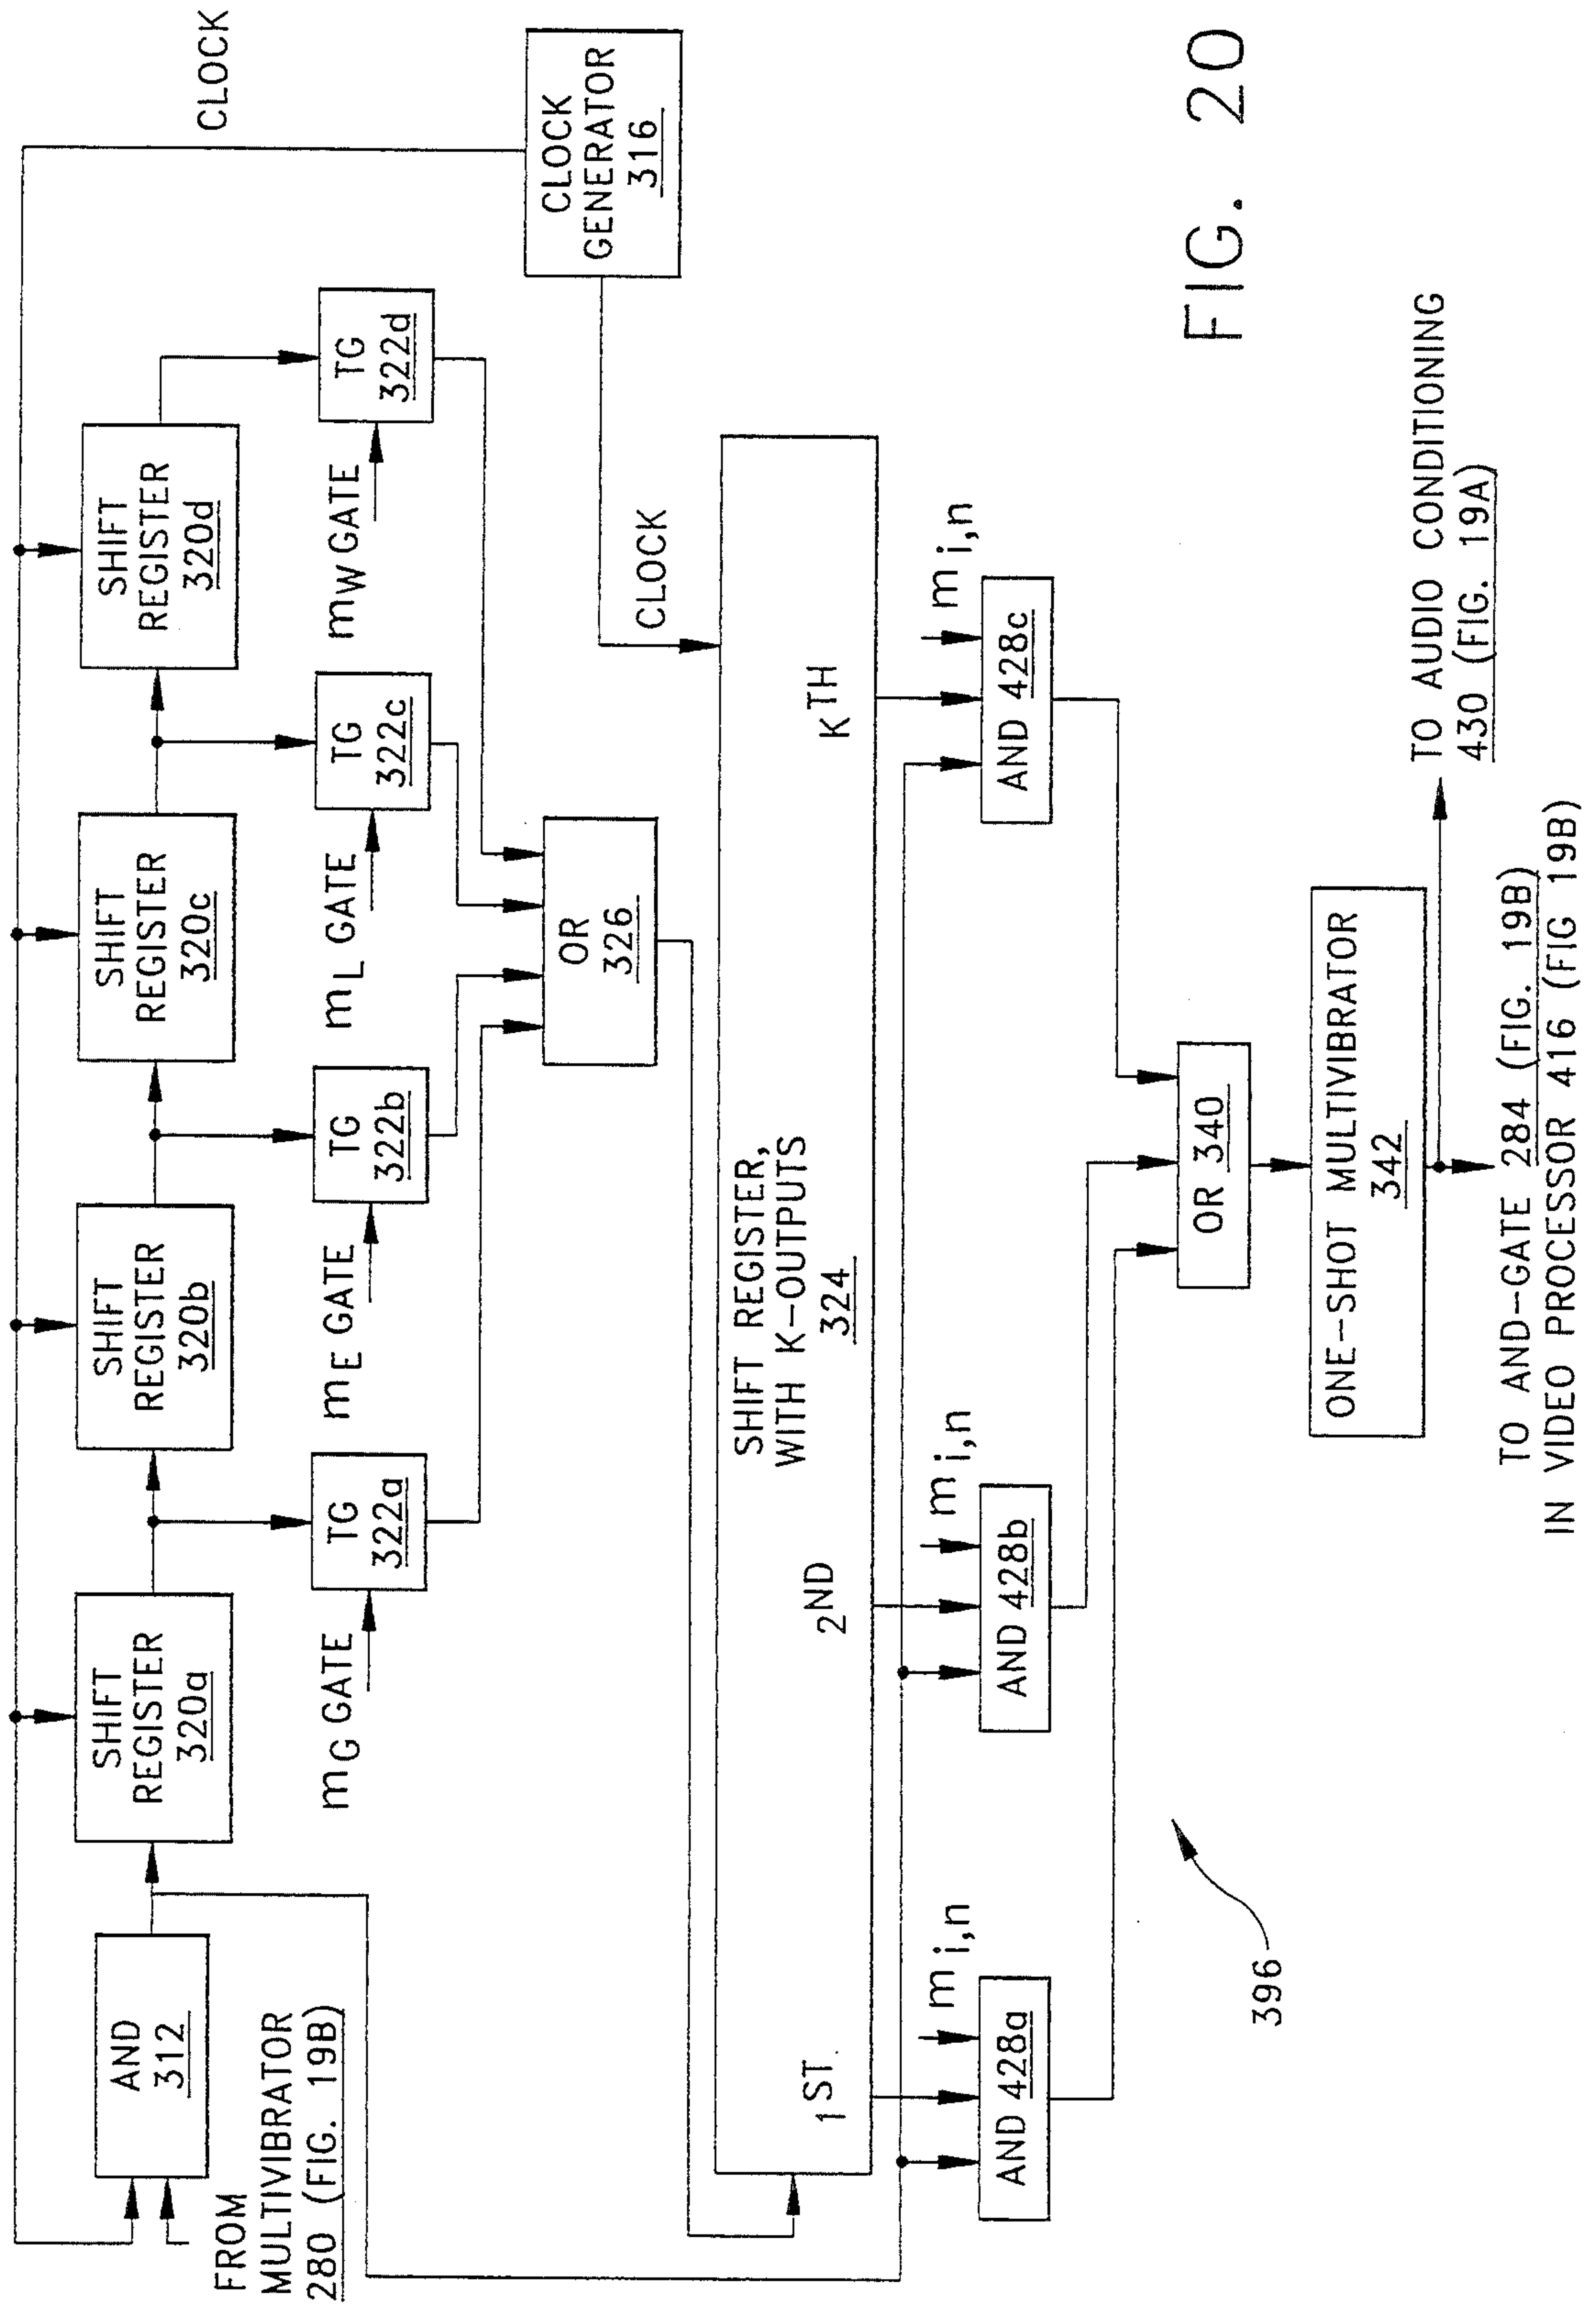 CLOCK
AND
312
SHIFT
REGISTER
320a
SHIFT
REGISTER
320b
SHIFT
REGISTER
320c
SHIFT
REGISTER
320d
FROM
MULTIVIBRATOR
280 (FIG. 19B)
mG GATE
TG
322a
mE GATE
TG
322b
mL GATE
TG
322c
mW GATE
TG
322d
CLOCK
GENERATOR
316
OR
326
CLOCK
SHIFT REGISTER,
WITH K-OUTPUTS
324
1ST
2ND
KTH
mi,n
mi,n
mi,n
AND 428a
AND 428b
AND 428c
OR 340
396
FIG. 20
ONE-SHOT MULTIVIBRATOR
342
TO AUDIO CONDITIONING
430 (FIG. 19A)
TO AND-GATE 284 (FIG. 19B)
IN VIDEO PROCESSOR 416 (FIG 19B)